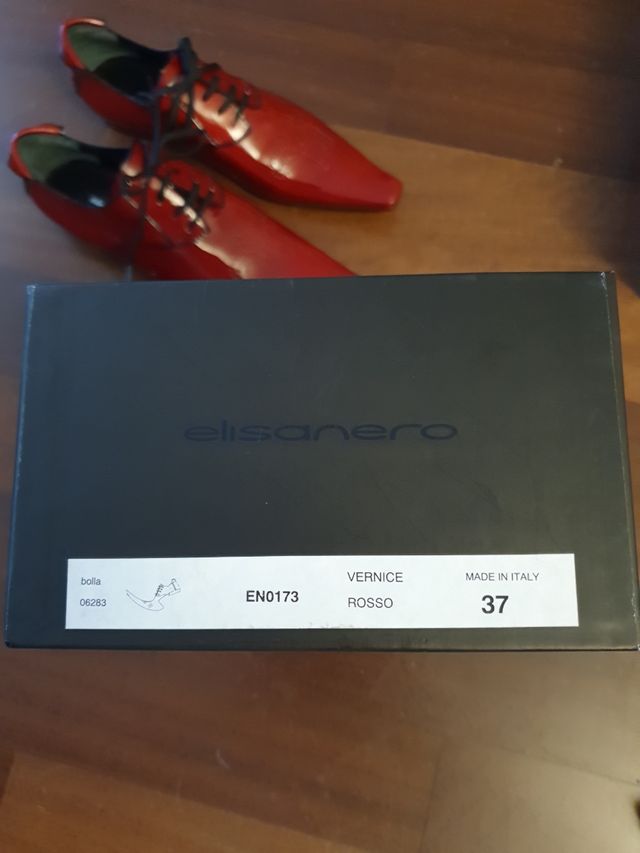 elisanero
bolla
06283
EN0173
VERNICE
ROSSO
MADE IN ITALY
37